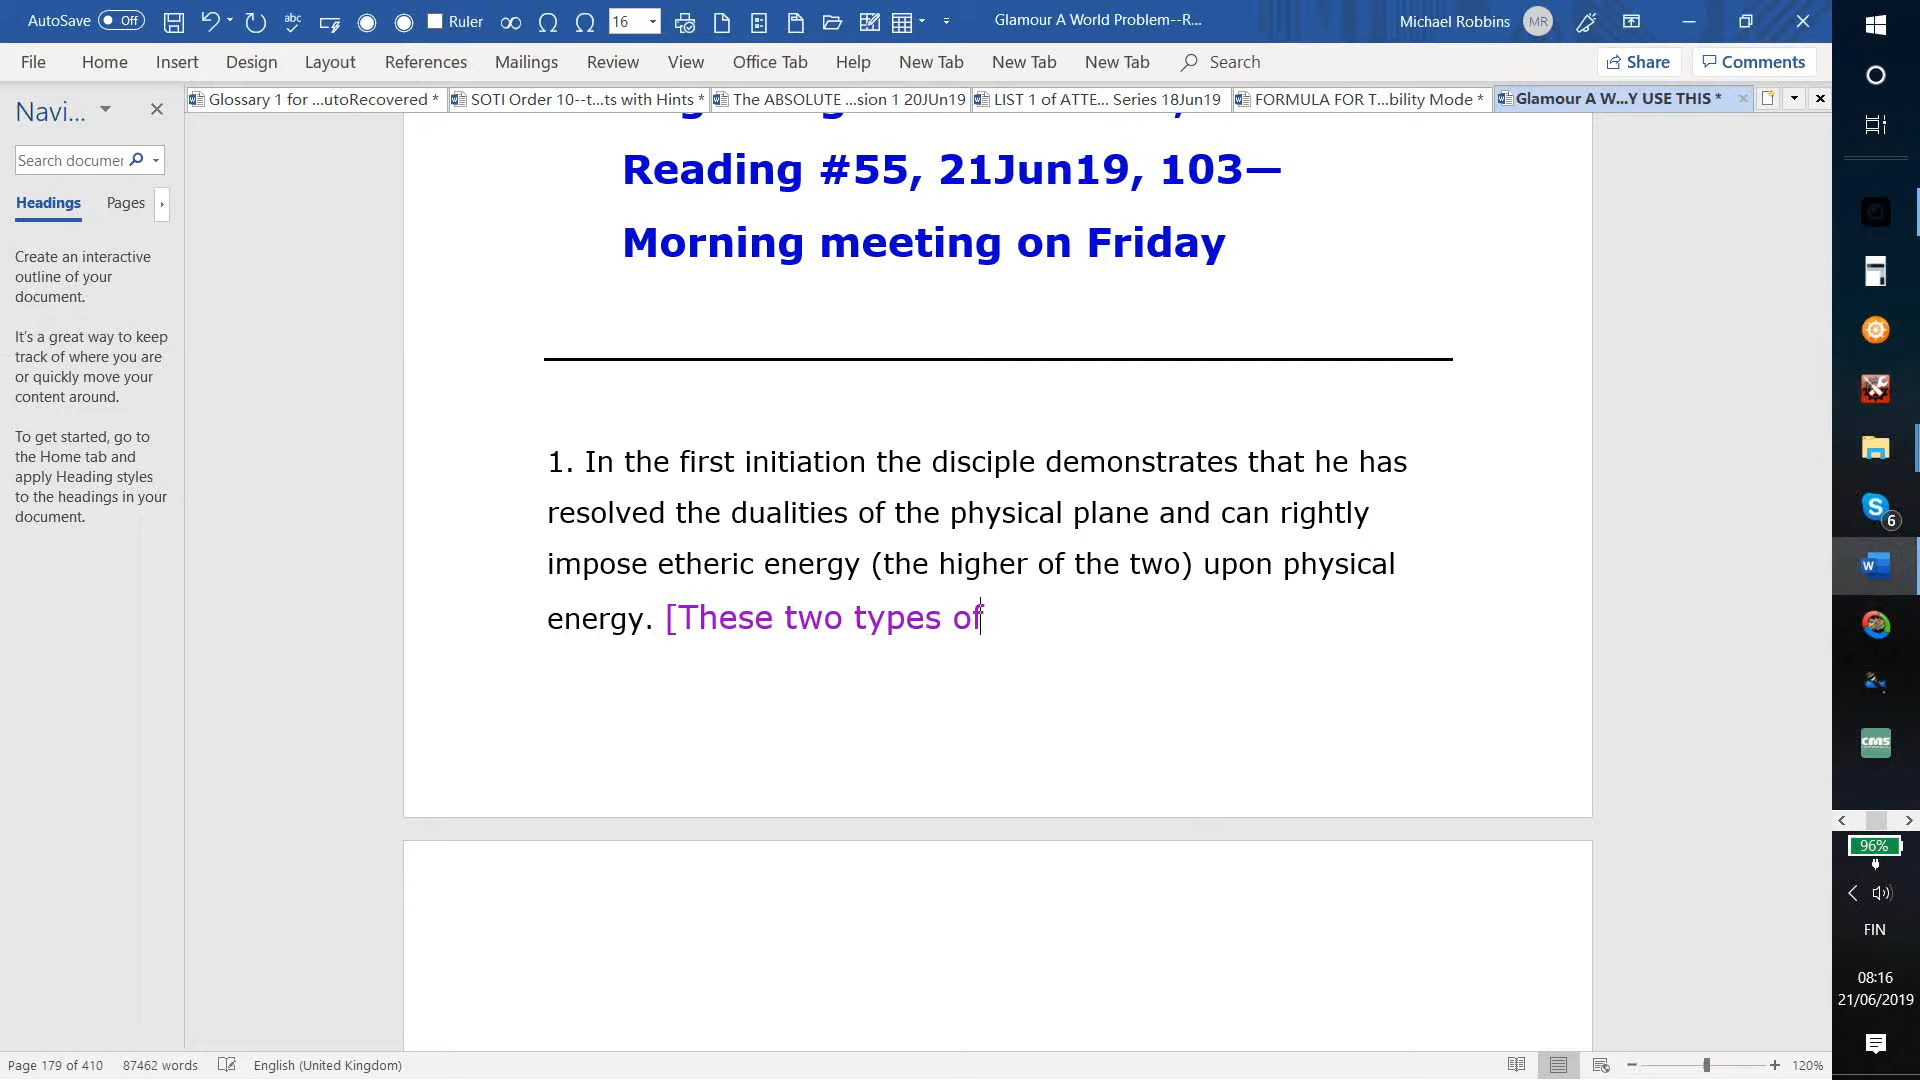 AutoSave Off abc Ruler 16 Glamour A World Problem--R... Michael Robbins MR
File Home Insert Design Layout References Mailings Review View Office Tab Help New Tab New Tab New Tab Search Share Comments
Navi...
Glossary 1 for ...utoRecovered * SOTI Order 10--t...ts with Hints * The ABSOLUTE ...sion 1 20JUn19 LIST 1 of ATTE... Series 18Jun19 FORMULA FOR T...bility Mode * Glamour A W...Y USE THIS *
Search documen
Headings Pages
Create an interactive
outline of your
document.
It's a great way to keep
track of where you are
or quickly move your
content around.
To get started, go to
the Home tab and
apply Heading styles
to the headings in your
document.
Reading #55, 21Jun19, 103—
Morning meeting on Friday
1. In the first initiation the disciple demonstrates that he has
resolved the dualities of the physical plane and can rightly
impose etheric energy (the higher of the two) upon physical
energy. [These two types of
S 6
W
CMS
96%
FIN
08:16
21/06/2019
Page 179 of 410 87462 words English (United Kingdom) 120%